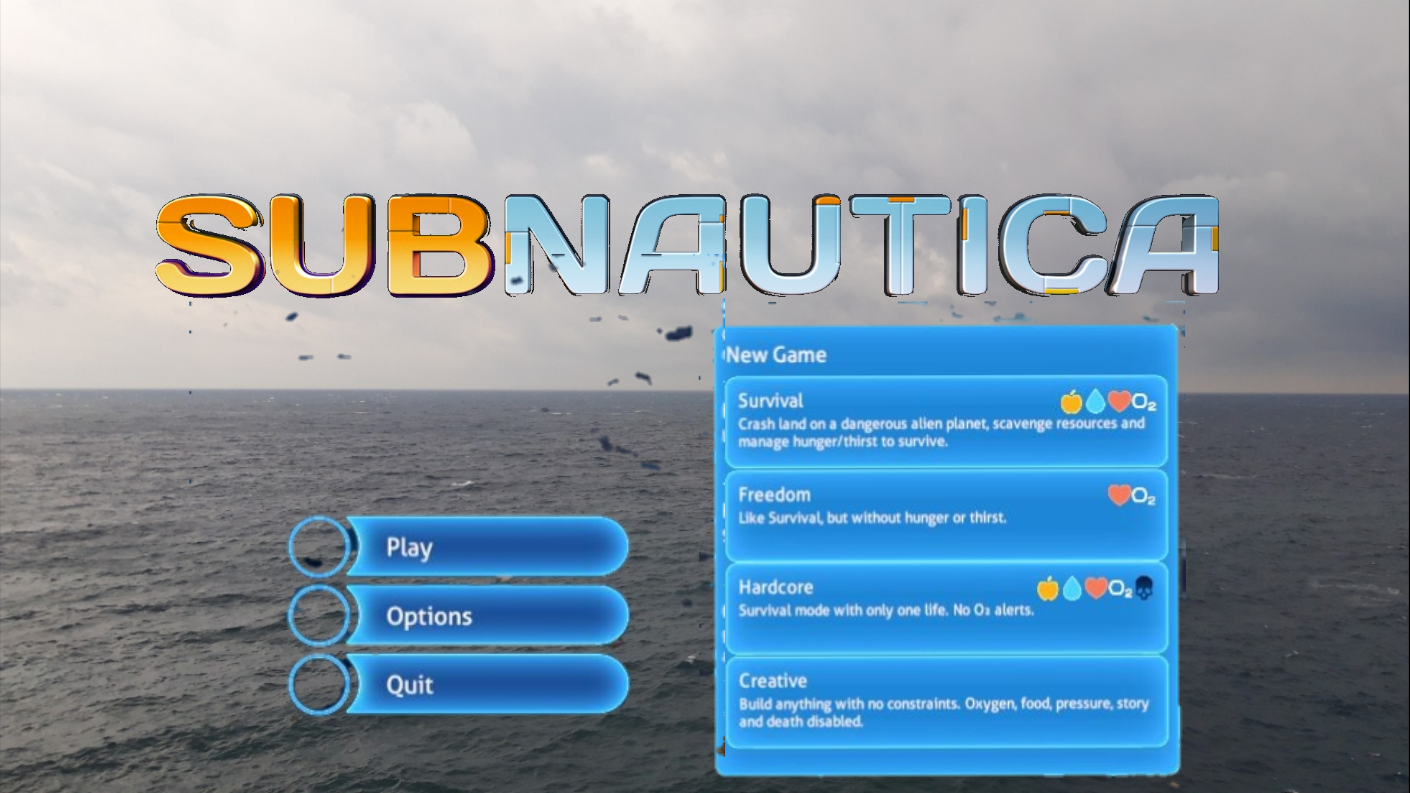 SUBNAUTICA
New Game
Survival
O₂
Crash land on a dangerous alien planet, scavenge resources and
manage hunger/thirst to survive.
Freedom
O₂
Like Survival, but without hunger or thirst.
Hardcore
O₂
Survival mode with only one life. No O₂ alerts.
Creative
Build anything with no constraints. Oxygen, food, pressure, story
and death disabled.
Play
Options
Quit